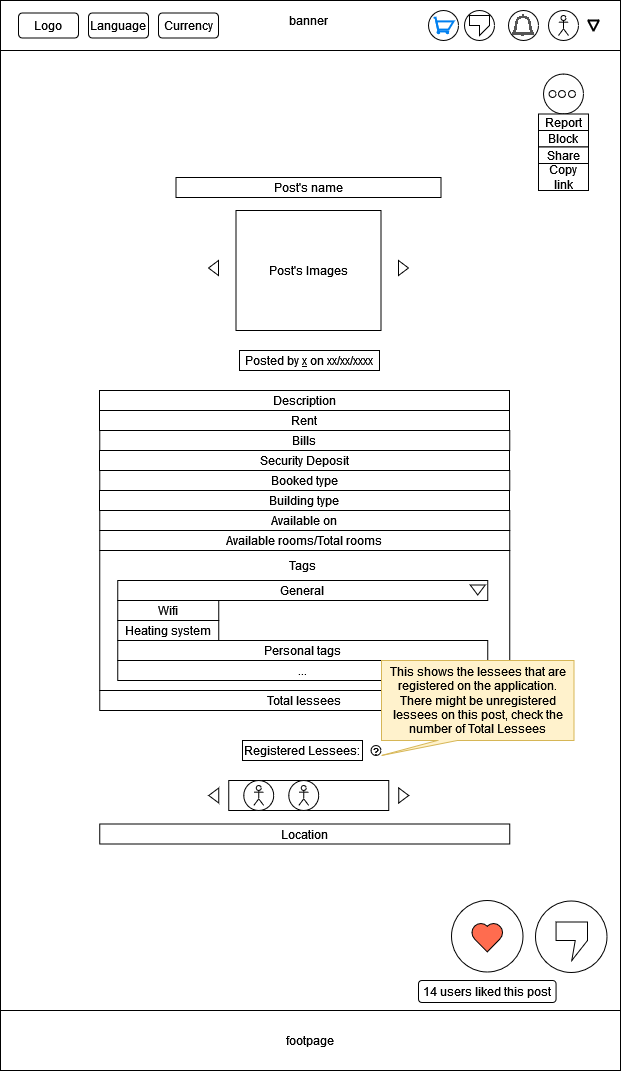 Logo
Language
Currency
banner
Report
Block
Share
Copy
link
Post's name
Post's Images
Posted by x on xx/xx/xxxx
Description
Rent
Bills
Security Deposit
Booked type
Building type
Available on
Available rooms/Total rooms
Tags
General
Wifi
Heating system
Personal tags
...
Total lessees
This shows the lessees that are
registered on the application.
There might be unregistered
lessees on this post, check the
number of Total Lessees
Registered Lessees:
?
Location
14 users liked this post
footpage